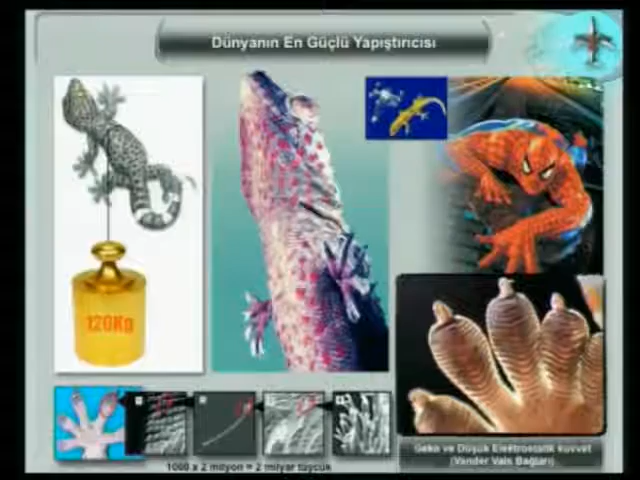 Dünyanın En Güçlü Yapıştırıcısı
120Kg
Geko ve Düşük Elektrostatik kuvvet
(Vander Vals Bağları)
1000 x 2 milyon = 2 milyar tüycük